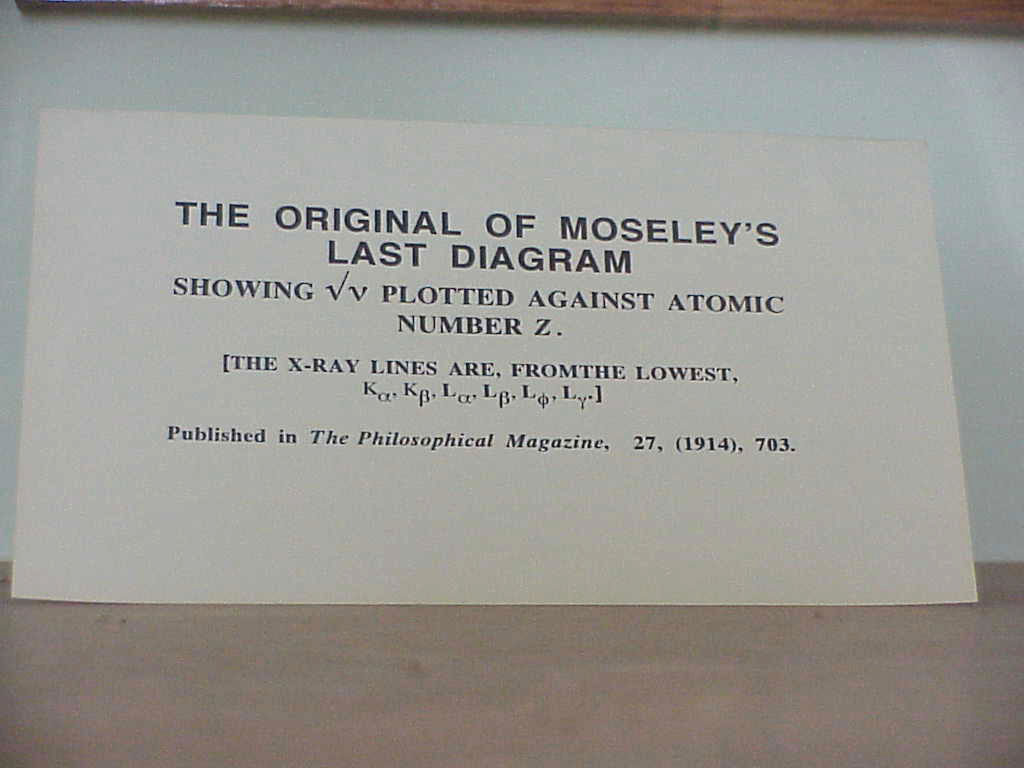 THE ORIGINAL OF MOSELEY'S
LAST DIAGRAM
SHOWING √ν PLOTTED AGAINST ATOMIC
NUMBER Z.
[THE X-RAY LINES ARE, FROMTHE LOWEST,
Kα, Kβ, Lα, Lβ, Lϕ, Lγ.]
Published in The Philosophical Magazine, 27, (1914), 703.